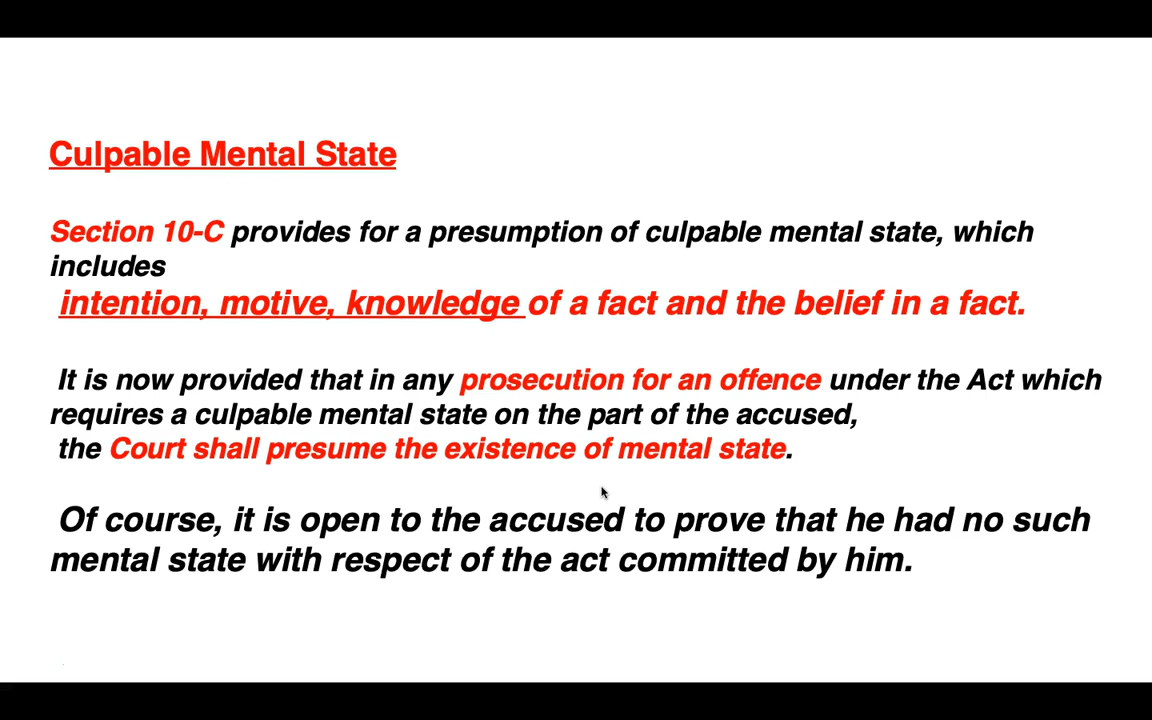 Culpable Mental State
Section 10-C provides for a presumption of culpable mental state, which
includes
intention, motive, knowledge of a fact and the belief in a fact.
It is now provided that in any prosecution for an offence under the Act which
requires a culpable mental state on the part of the accused,
the Court shall presume the existence of mental state.
Of course, it is open to the accused to prove that he had no such
mental state with respect of the act committed by him.